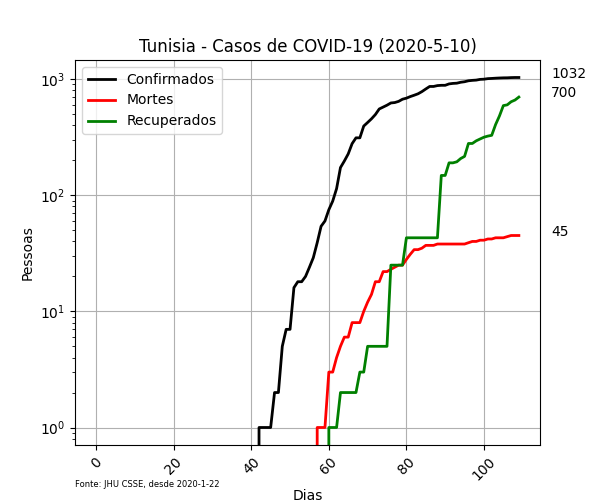 Tunisia - Casos de COVID-19 (2020-5-10)
Confirmados
Mortes
Recuperados
1032
700
45
Pessoas
10³
10²
10¹
10⁰
0 20 40 60 80 100
Dias
Fonte: JHU CSSE, desde 2020-1-22